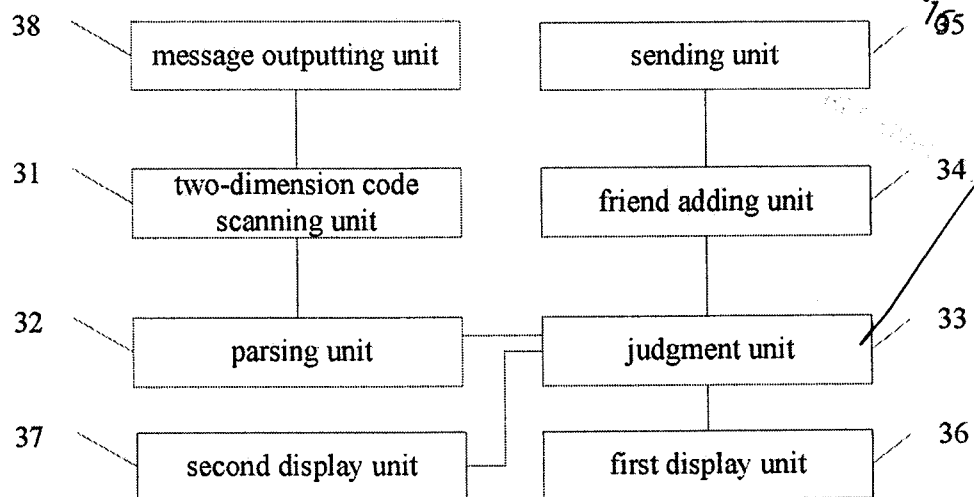 38 message outputting unit sending unit 35
31 two-dimension code scanning unit friend adding unit 34
32 parsing unit judgment unit 33
37 second display unit first display unit 36